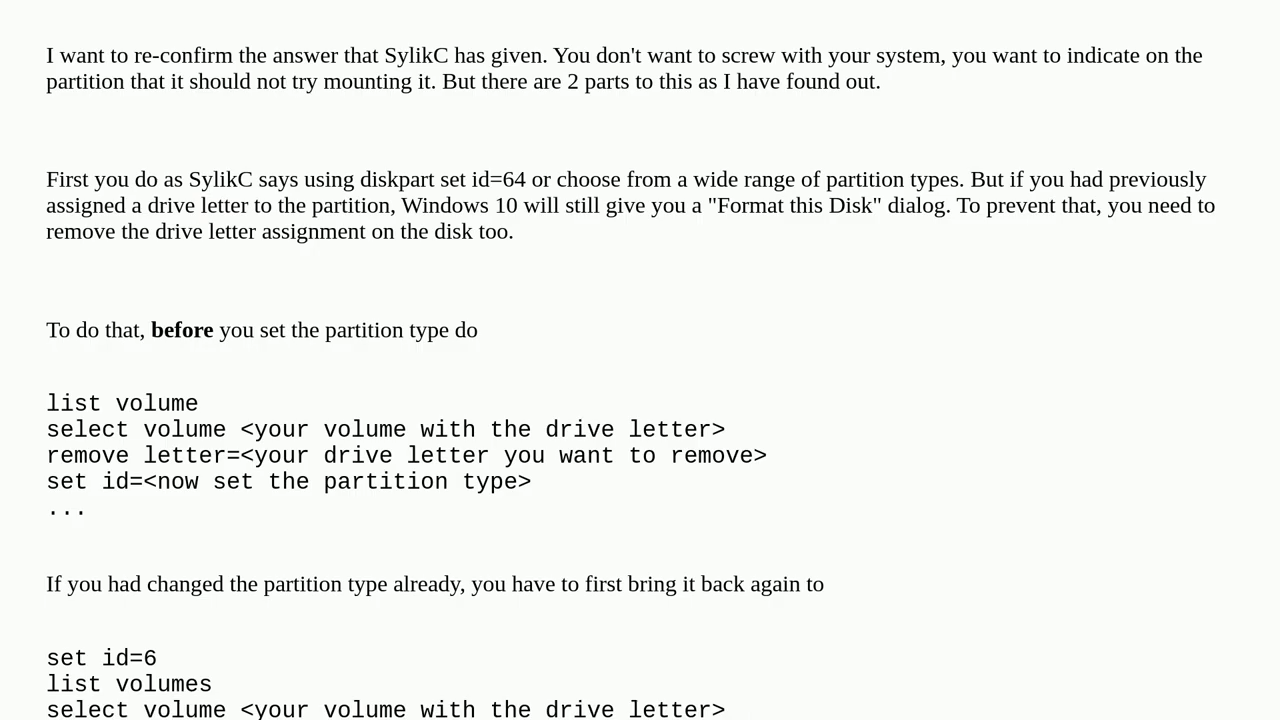 I want to re-confirm the answer that SylikC has given. You don't want to screw with your system, you want to indicate on the
partition that it should not try mounting it. But there are 2 parts to this as I have found out.
First you do as SylikC says using diskpart set id=64 or choose from a wide range of partition types. But if you had previously
assigned a drive letter to the partition, Windows 10 will still give you a "Format this Disk" dialog. To prevent that, you need to
remove the drive letter assignment on the disk too.
To do that, before you set the partition type do
list volume
select volume <your volume with the drive letter>
remove letter=<your drive letter you want to remove>
set id=<now set the partition type>
...
If you had changed the partition type already, you have to first bring it back again to
set id=6
list volumes
select volume <your volume with the drive letter>